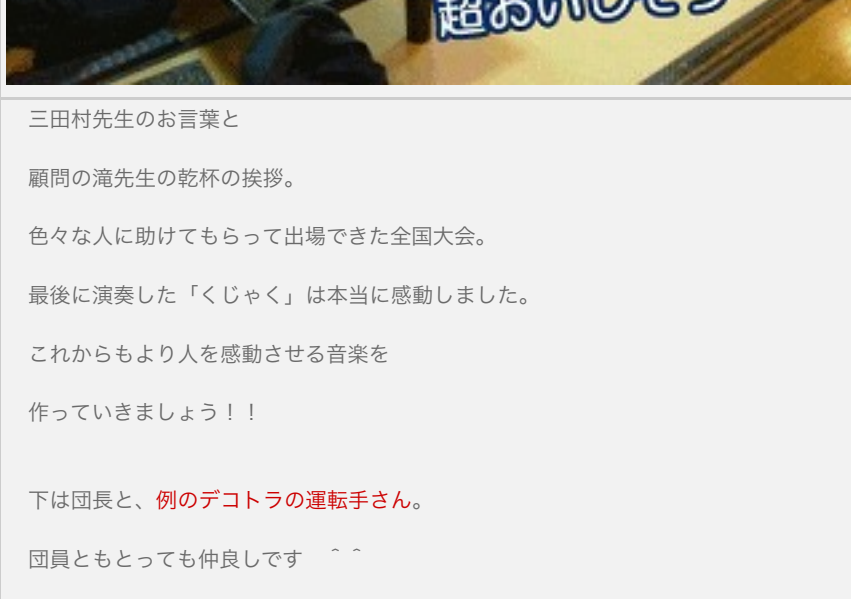 超おいしそう
三田村先生のお言葉と
顧問の滝先生の乾杯の挨拶。
色々な人に助けてもらって出場できた全国大会。
最後に演奏した「くじゃく」は本当に感動しました。
これからもより人を感動させる音楽を
作っていきましょう！！
下は団長と、例のデコトラの運転手さん。
団員ともとっても仲良しです　＾＾